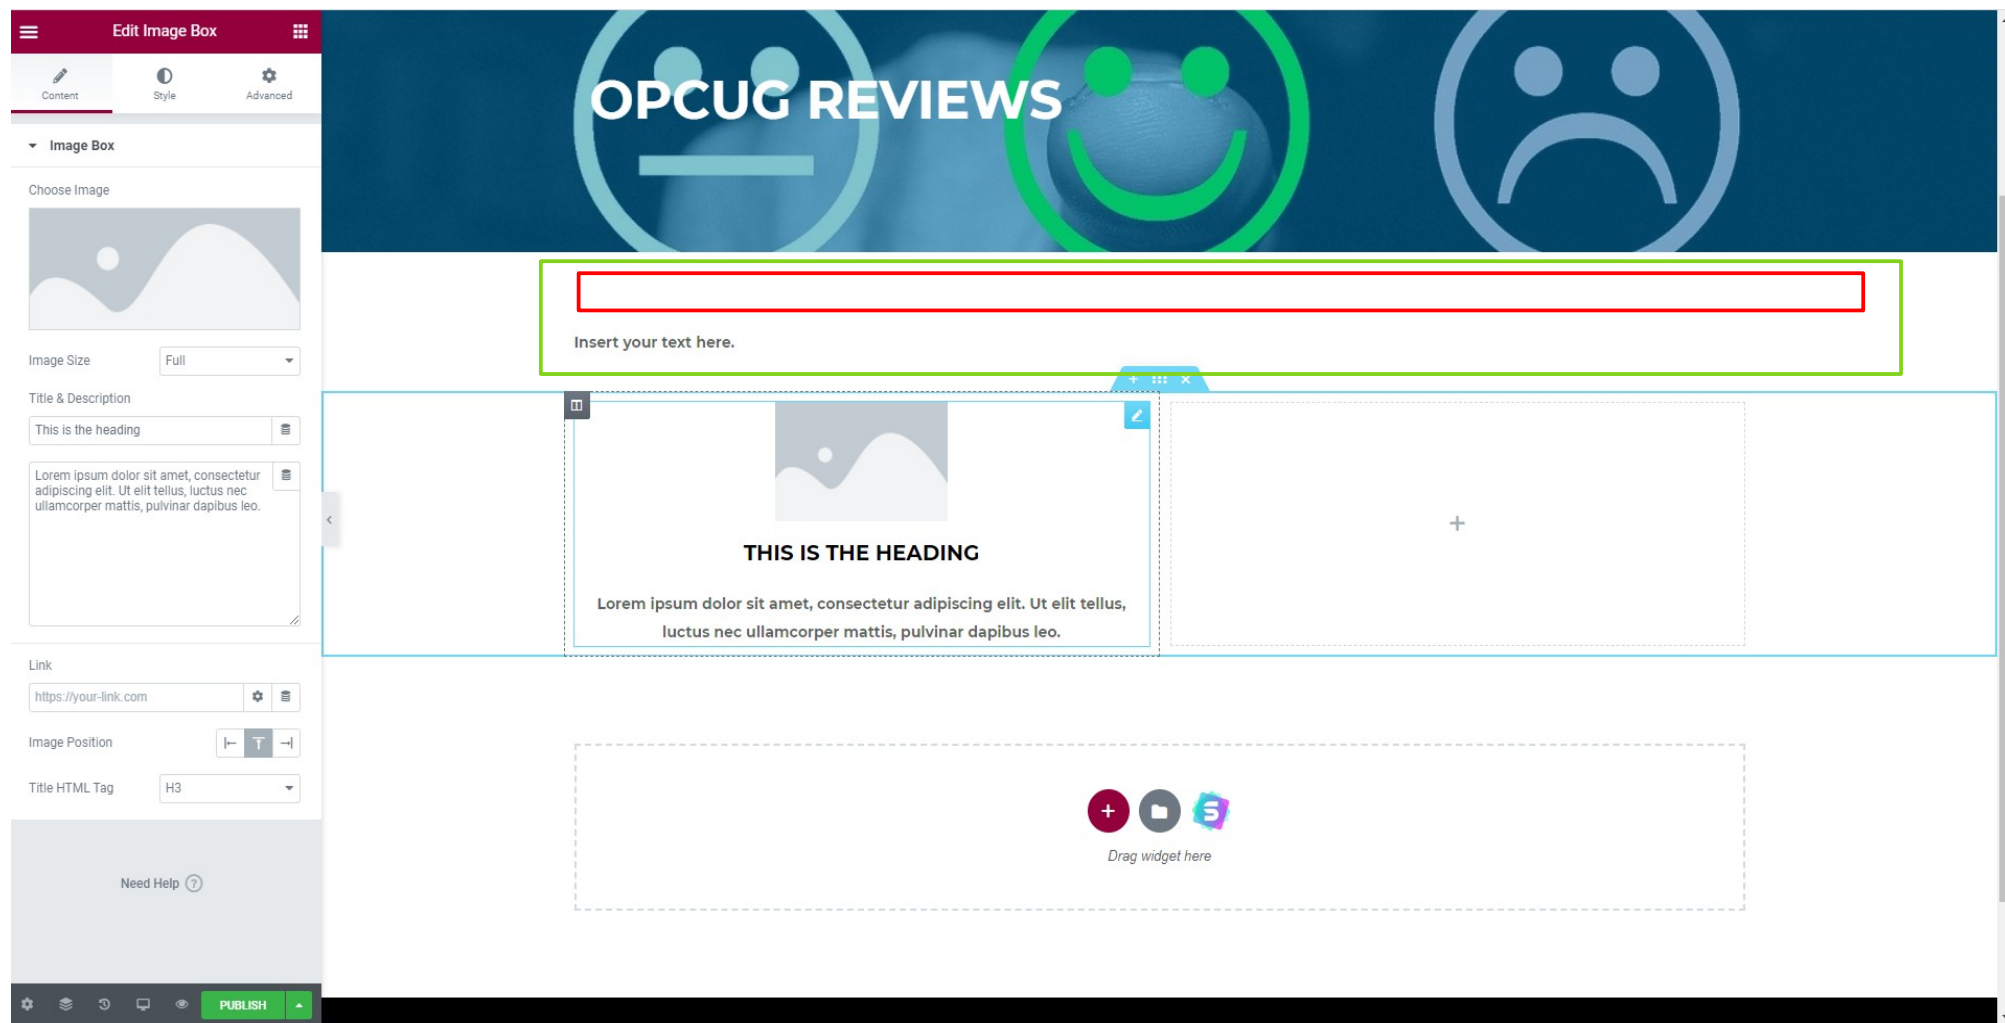 Edit Image Box
Content
Style
Advanced
Image Box
Choose Image
Image Size
Full
Title & Description
This is the heading
Lorem ipsum dolor sit amet, consectetur
adipiscing elit. Ut elit tellus, luctus nec
ullamcorper mattis, pulvinar dapibus leo.
Link
https://your-link.com
Image Position
Title HTML Tag
H3
Need Help ?
PUBLISH
OPCUG REVIEWS
Insert your text here.
THIS IS THE HEADING
Lorem ipsum dolor sit amet, consectetur adipiscing elit. Ut elit tellus,
luctus nec ullamcorper mattis, pulvinar dapibus leo.
Drag widget here